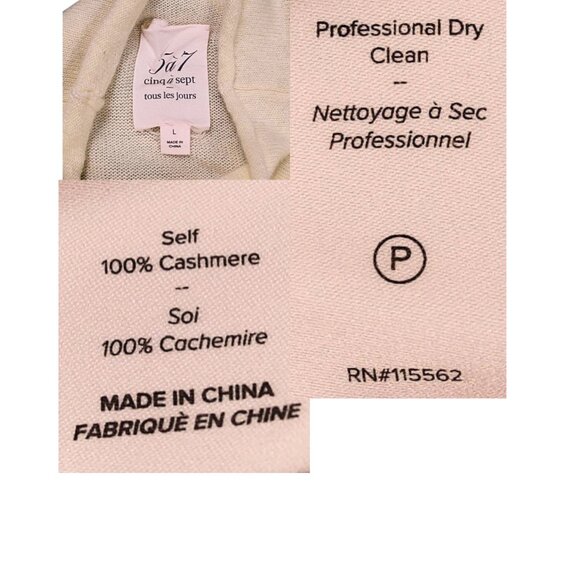 5à7
cinq à sept
tous les jours
L
MADE IN
CHINA
Professional Dry
Clean
--
Nettoyage à Sec
Professionnel
P
RN#115562
Self
100% Cashmere
--
Soi
100% Cachemire
MADE IN CHINA
FABRIQUÈ EN CHINE